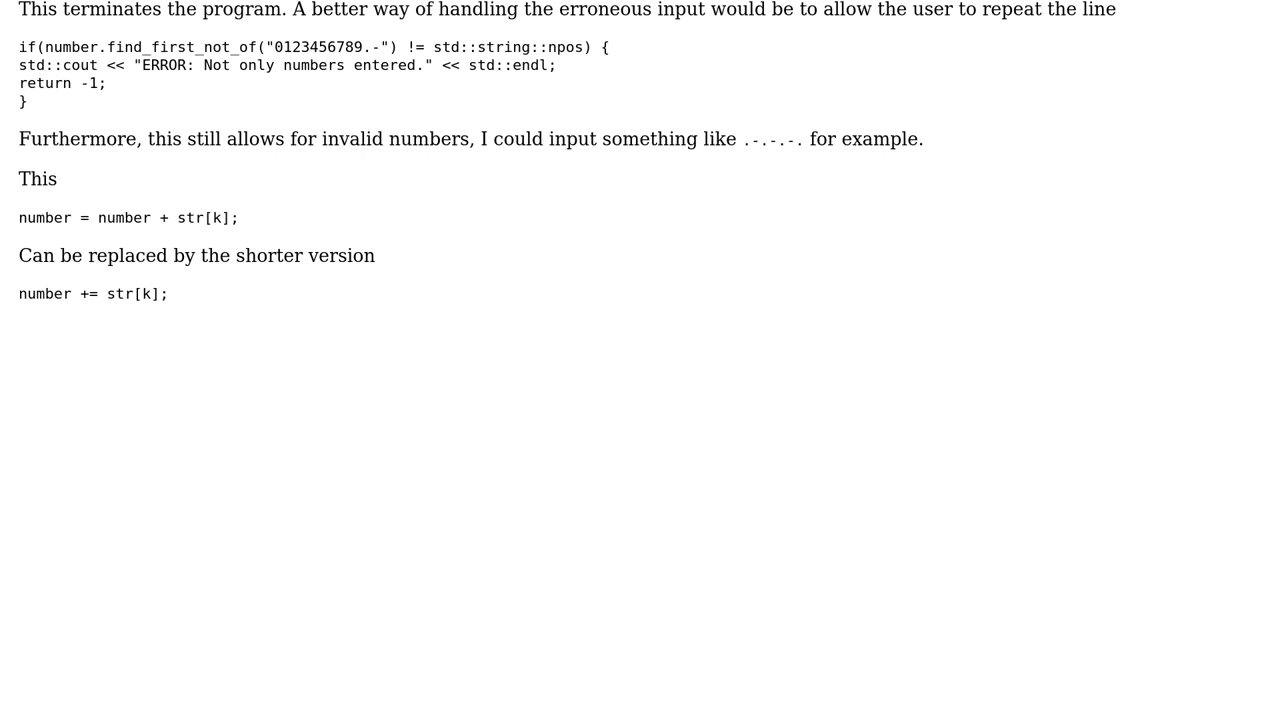 This terminates the program. A better way of handling the erroneous input would be to allow the user to repeat the line
if(number.find_first_not_of("0123456789.-") != std::string::npos) {
std::cout << "ERROR: Not only numbers entered." << std::endl;
return -1;
}
Furthermore, this still allows for invalid numbers, I could input something like .-.-.-. for example.
This
number = number + str[k];
Can be replaced by the shorter version
number += str[k];